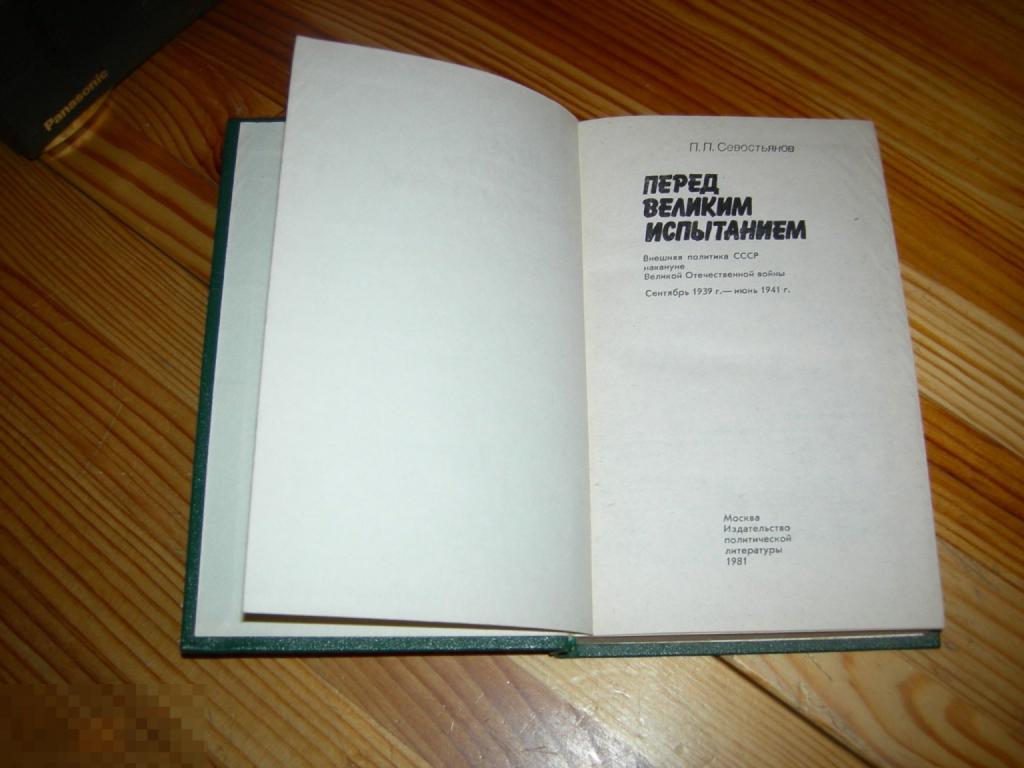 Panasonic
П. П. Севостьянов
ПЕРЕД
ВЕЛИКИМ
ИСПЫТАНИЕМ
Внешняя политика СССР
накануне
Великой Отечественной войны
Сентябрь 1939 г.—июнь 1941 г.
Москва
Издательство
политической
литературы
1981